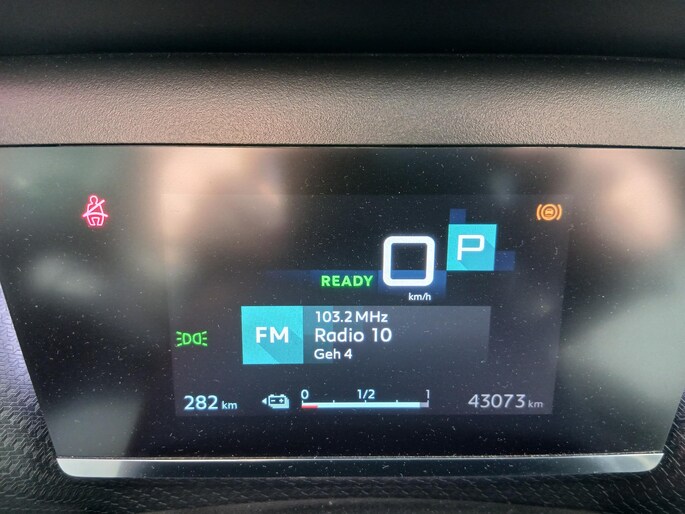 P
0
READY
km/h
FM
103.2 MHz
Radio 10
Geh 4
282 km
0 1/2 1
43073 km